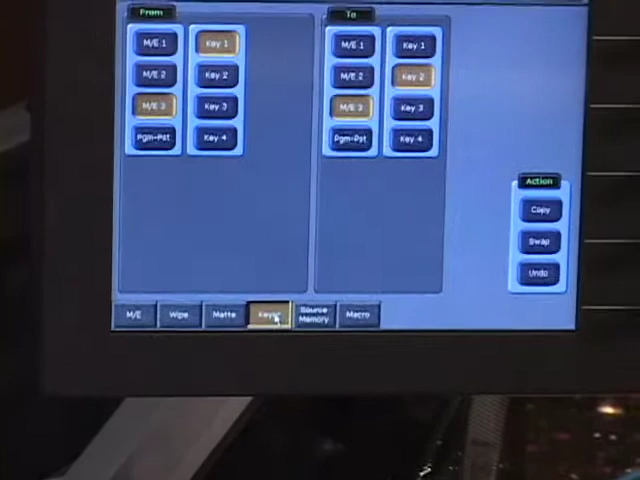 From
To
M/E 1
Key 1
M/E 1
Key 1
M/E 2
Key 2
M/E 2
Key 2
M/E 3
Key 3
M/E 3
Key 3
Pgm-Pst
Key 4
Pgm-Pst
Key 4
Action
Copy
Swap
Undo
M/E
Wipe
Matte
Keyer
Source
Memory
Macro